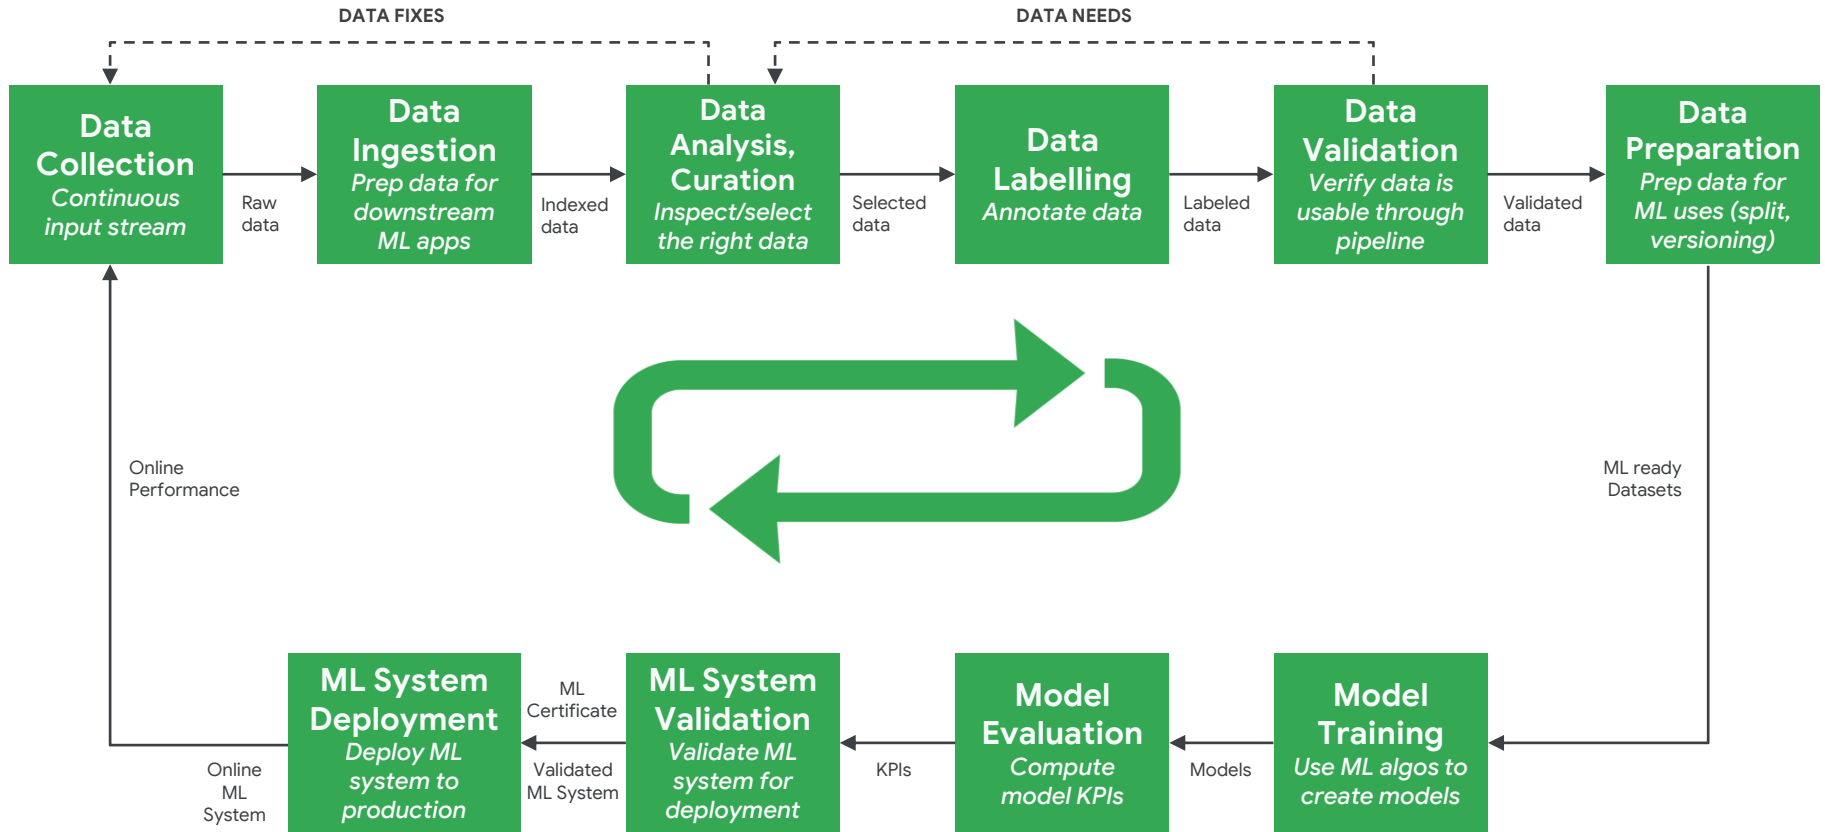 DATA FIXES
DATA NEEDS
Data
Collection
Continuous
input stream
Raw
data
Data
Ingestion
Prep data for
downstream
ML apps
Indexed
data
Data
Analysis,
Curation
Inspect/select
the right data
Selected
data
Data
Labelling
Annotate data
Labeled
data
Data
Validation
Verify data is
usable through
pipeline
Validated
data
Data
Preparation
Prep data for
ML uses (split,
versioning)
ML ready
Datasets
Model
Training
Use ML algos to
create models
Models
Model
Evaluation
Compute
model KPIs
KPIs
ML System
Validation
Validate ML
system for
deployment
ML
Certificate
Validated
ML System
ML System
Deployment
Deploy ML
system to
production
Online
ML
System
Online
Performance